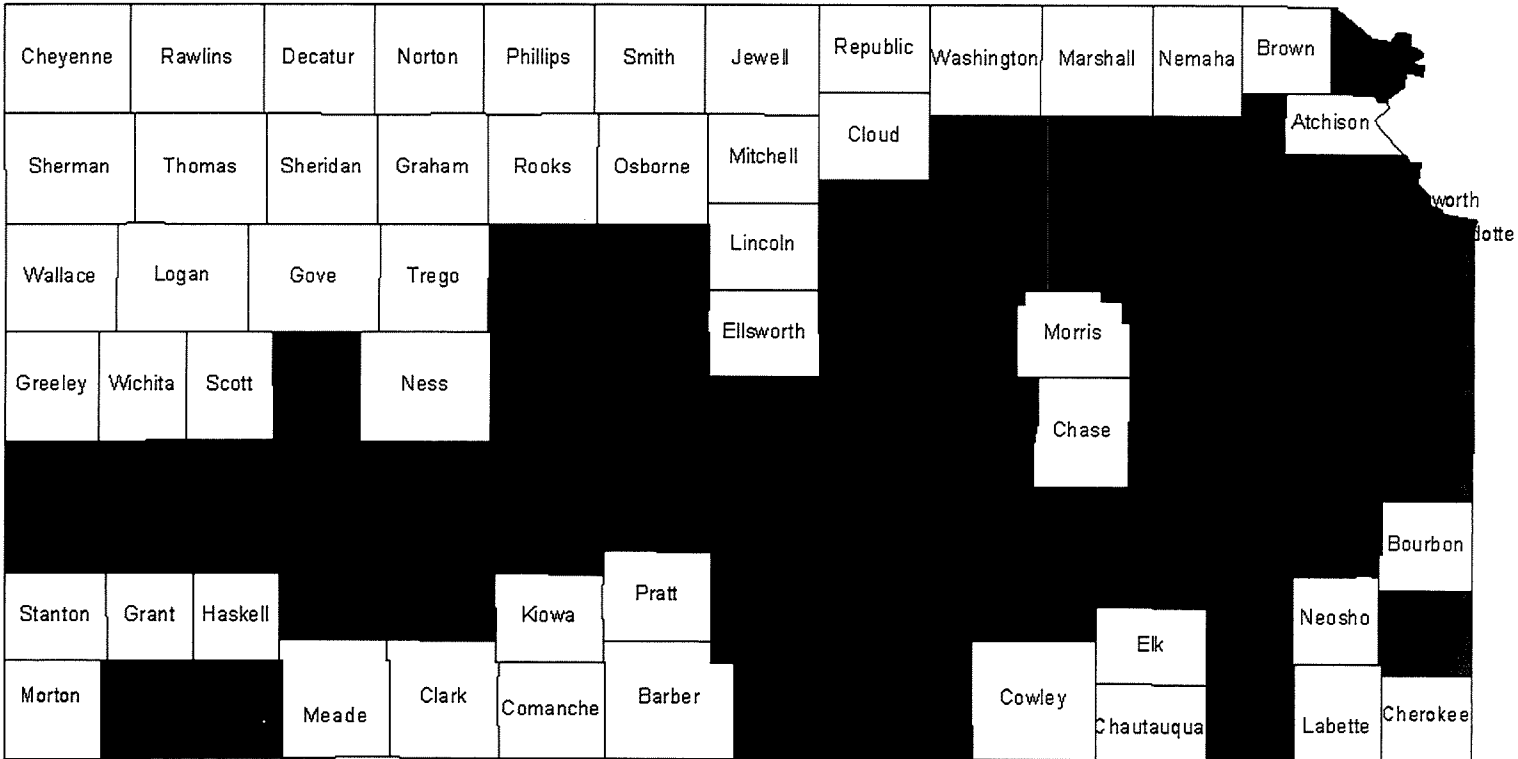 Cheyenne Rawlins Decatur Norton Phillips Smith Jewell Republic Washington Marshall Nemaha Brown
Sherman Thomas Sheridan Graham Rooks Osborne Mitchell Cloud Atchison
worth
dotte
Wallace Logan Gove Trego Lincoln
Greeley Wichita Scott Ness Ellsworth Morris
Chase
Bourbon
Stanton Grant Haskell Kiowa Pratt Elk Neosho
Morton Meade Clark Comanche Barber Cowley Chautauqua Labette Cherokee